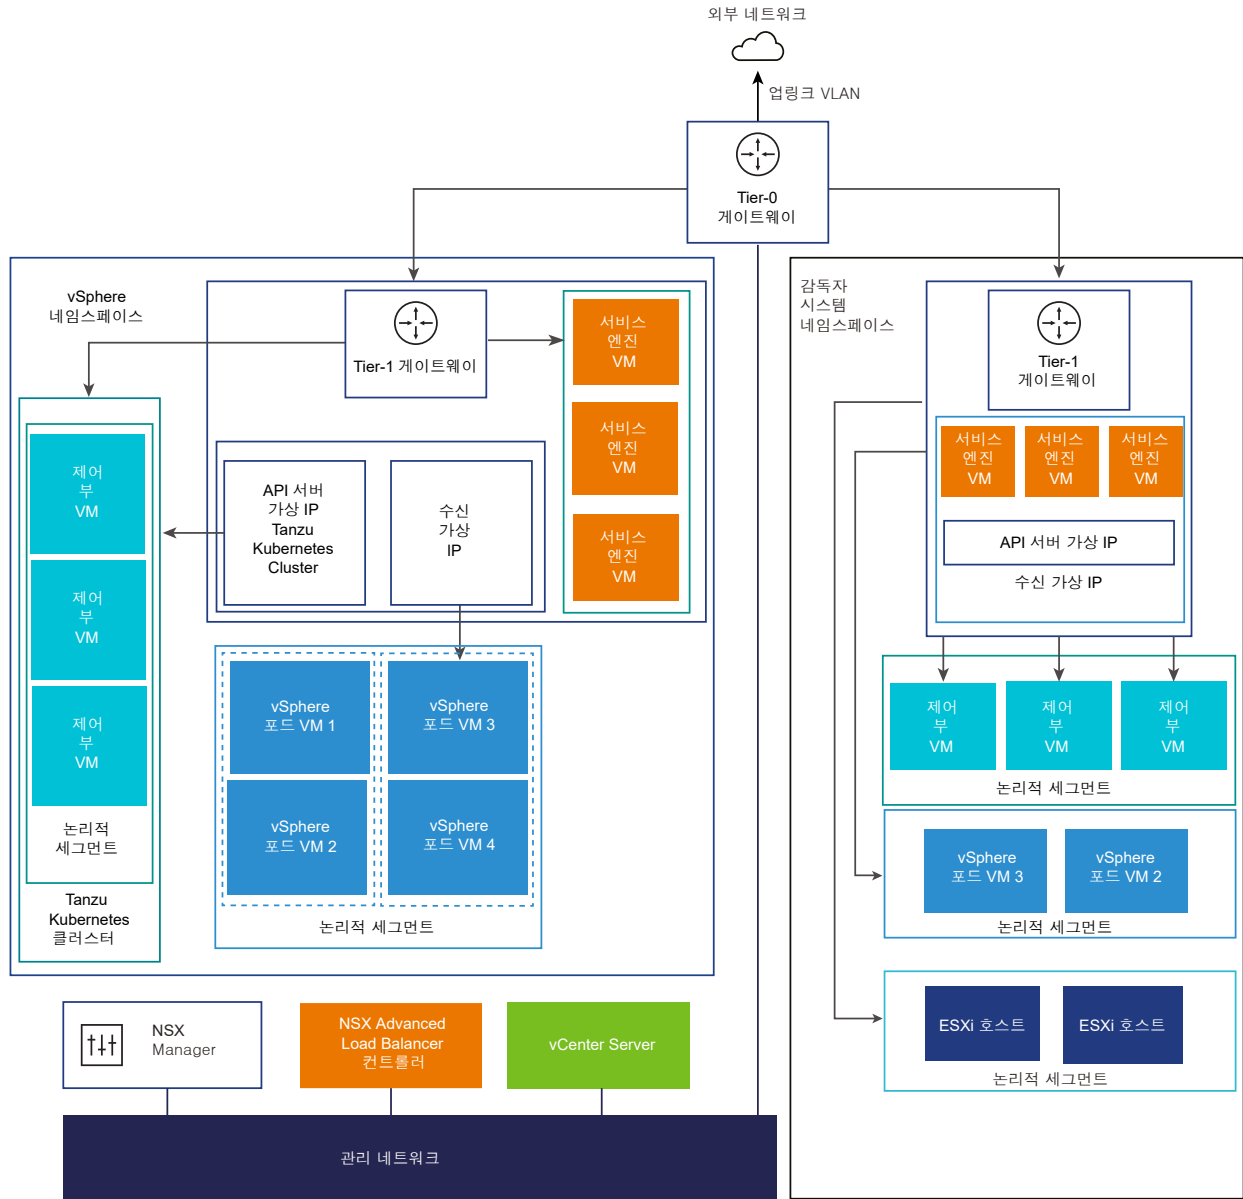 외부 네트워크
업링크 VLAN
Tier-0
게이트웨이
vSphere
네임스페이스
Tier-1 게이트웨이
서비스
엔진
VM
서비스
엔진
VM
서비스
엔진
VM
API 서버
가상 IP
Tanzu
Kubernetes
Cluster
수신
가상
IP
제어
부
VM
제어
부
VM
제어
부
VM
논리적
세그먼트
Tanzu
Kubernetes
클러스터
vSphere
포드 VM 1
vSphere
포드 VM 3
vSphere
포드 VM 2
vSphere
포드 VM 4
논리적 세그먼트
감독자
시스템
네임스페이스
Tier-1
게이트웨이
서비스
엔진
VM
서비스
엔진
VM
서비스
엔진
VM
API 서버 가상 IP
수신 가상 IP
제어
부
VM
제어
부
VM
제어
부
VM
논리적 세그먼트
vSphere
포드 VM 3
vSphere
포드 VM 2
논리적 세그먼트
ESXi 호스트
ESXi 호스트
논리적 세그먼트
NSX
Manager
NSX Advanced
Load Balancer
컨트롤러
vCenter Server
관리 네트워크